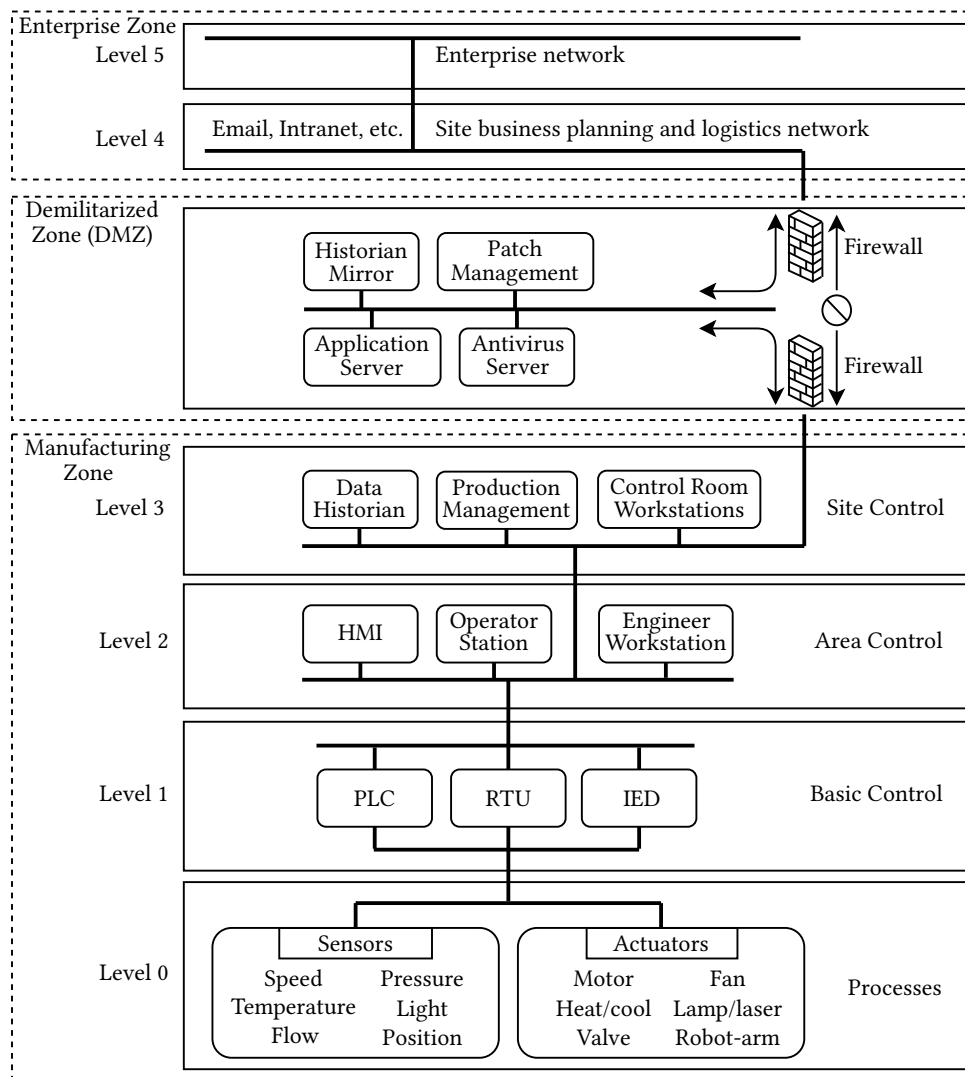 Enterprise Zone
Level 5
Enterprise network
Level 4
Email, Intranet, etc.
Site business planning and logistics network
Demilitarized
Zone (DMZ)
Historian
Mirror
Patch
Management
Firewall
Application
Server
Antivirus
Server
Firewall
Manufacturing
Zone
Level 3
Data
Historian
Production
Management
Control Room
Workstations
Site Control
Level 2
HMI
Operator
Station
Engineer
Workstation
Area Control
Level 1
PLC
RTU
IED
Basic Control
Level 0
Sensors
Speed
Pressure
Temperature
Light
Flow
Position
Actuators
Motor
Fan
Heat/cool
Lamp/laser
Valve
Robot-arm
Processes